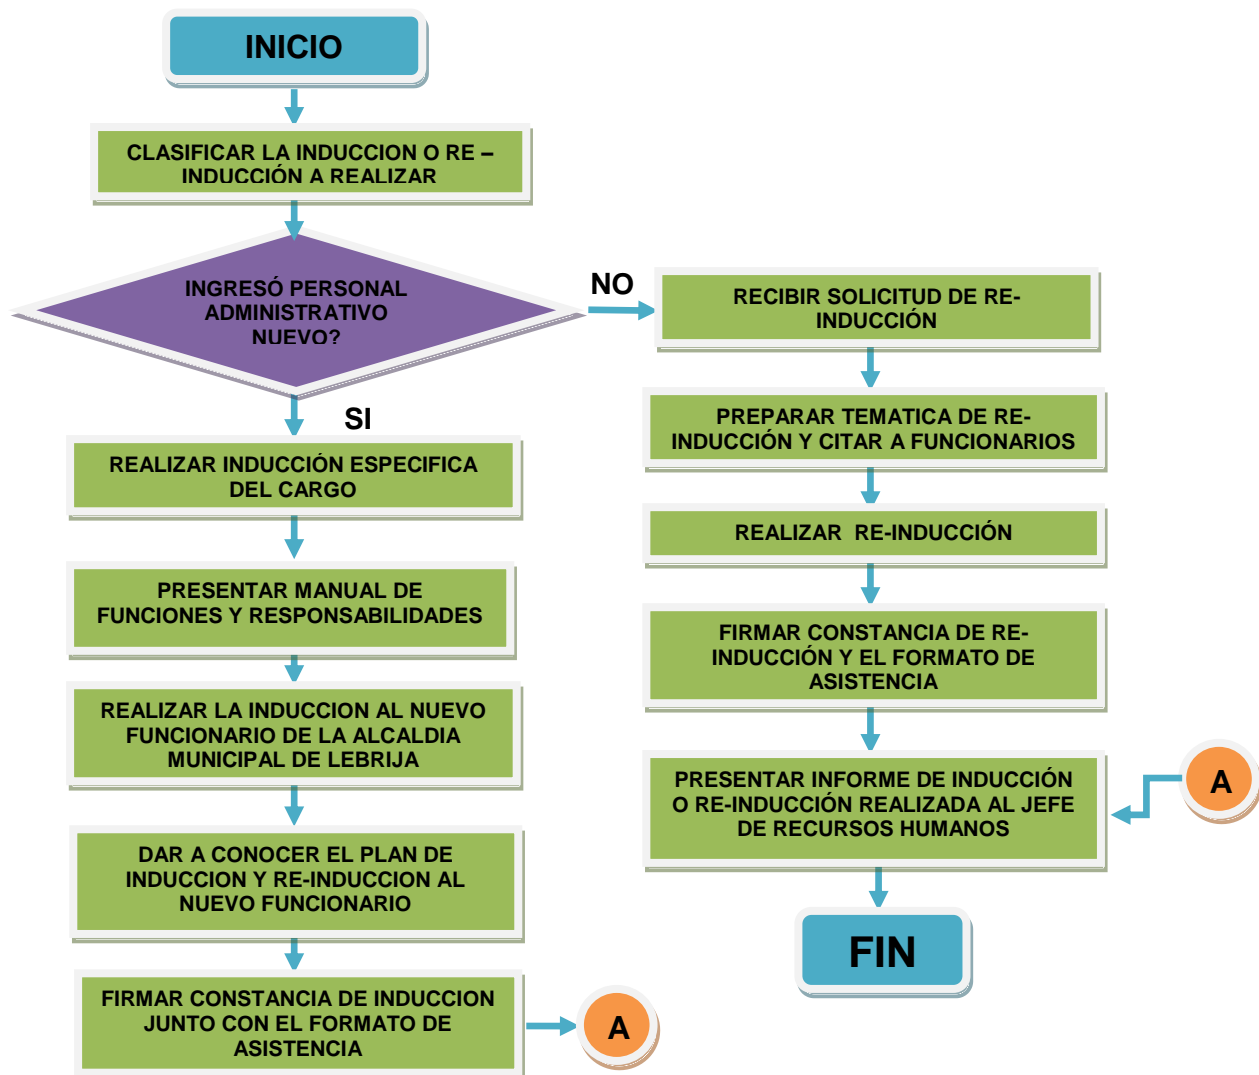 INICIO
CLASIFICAR LA INDUCCION O RE –
INDUCCIÓN A REALIZAR
INGRESÓ PERSONAL
ADMINISTRATIVO
NUEVO?
NO
SI
REALIZAR INDUCCIÓN ESPECIFICA
DEL CARGO
PRESENTAR MANUAL DE
FUNCIONES Y RESPONSABILIDADES
REALIZAR LA INDUCCION AL NUEVO
FUNCIONARIO DE LA ALCALDIA
MUNICIPAL DE LEBRIJA
DAR A CONOCER EL PLAN DE
INDUCCION Y RE-INDUCCION AL
NUEVO FUNCIONARIO
FIRMAR CONSTANCIA DE INDUCCION
JUNTO CON EL FORMATO DE
ASISTENCIA
A
RECIBIR SOLICITUD DE RE-
INDUCCIÓN
PREPARAR TEMATICA DE RE-
INDUCCIÓN Y CITAR A FUNCIONARIOS
REALIZAR  RE-INDUCCIÓN
FIRMAR CONSTANCIA DE RE-
INDUCCIÓN Y EL FORMATO DE
ASISTENCIA
PRESENTAR INFORME DE INDUCCIÓN
O RE-INDUCCIÓN REALIZADA AL JEFE
DE RECURSOS HUMANOS
A
FIN